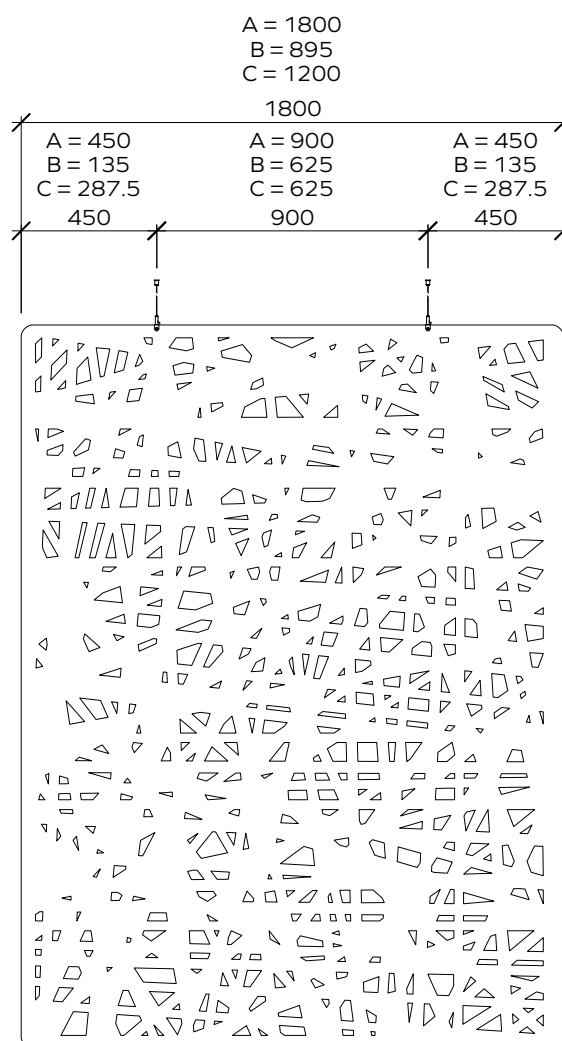 A = 1800
B = 895
C = 1200
1800
A = 450
B = 135
C = 287.5
450
A = 900
B = 625
C = 625
900
A = 450
B = 135
C = 287.5
450